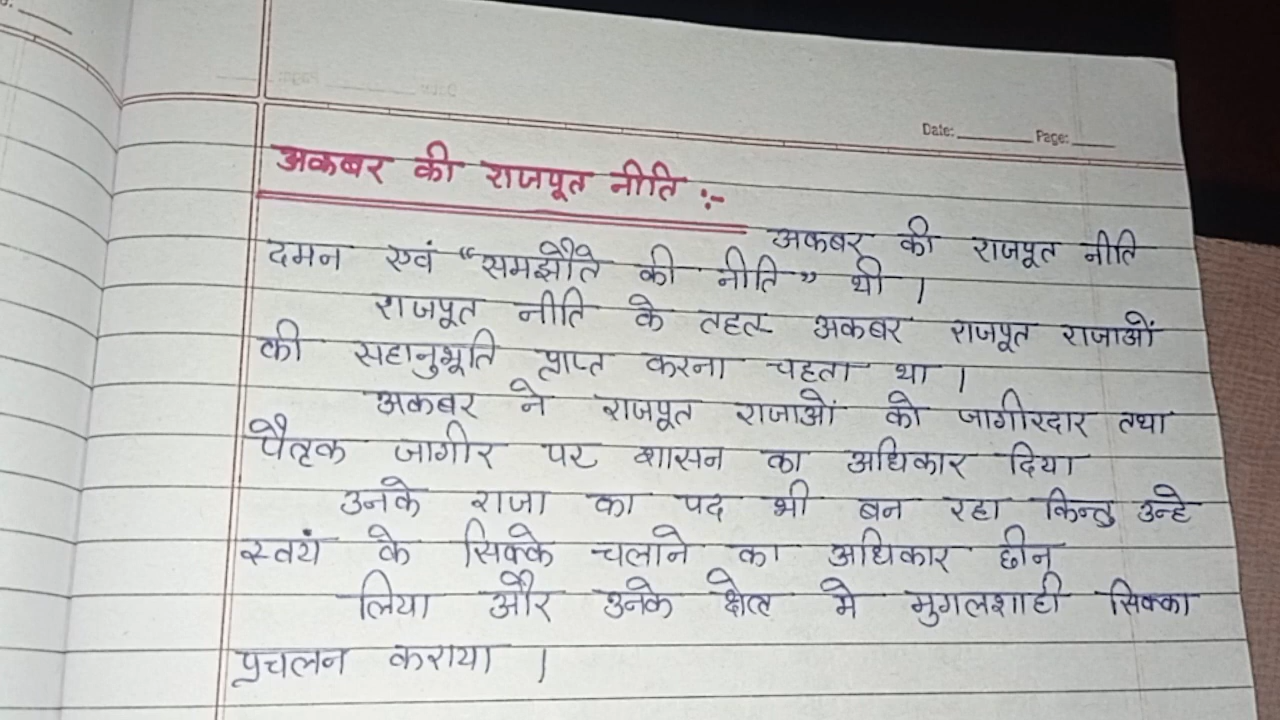 Date: Page:
अकबर की राजपूत नीति :-
अकबर की राजपूत नीति
दमन एवं "समझौते की नीति" थी ।
राजपूत नीति के तहत अकबर राजपूत राजाओं
की सहानुभूति प्राप्त करना चहता था ।
अकबर ने राजपूत राजाओं को जागीरदार तथा
पैतृक जागीर पर शासन का अधिकार दिया
उनके राजा का पद भी बन रहा किन्तु उन्हे
स्वयं के सिक्के चलाने का अधिकार छीन
लिया और उनके क्षेत्र मे मुगलशाही सिक्का
प्रचलन कराया ।